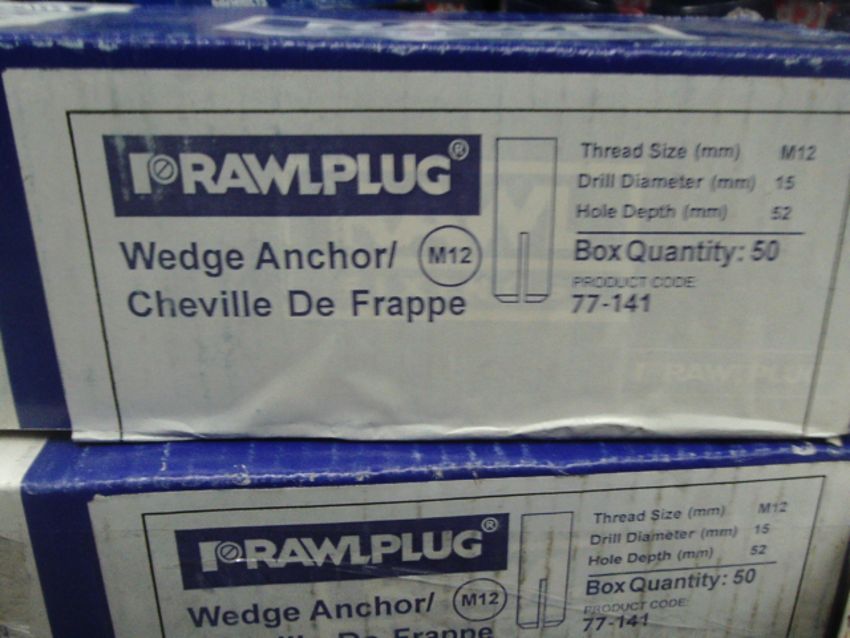 RAWLPLUG®
Wedge Anchor/ M12
Cheville De Frappe
Thread Size (mm) M12
Drill Diameter (mm) 15
Hole Depth (mm) 52
Box Quantity: 50
PRODUCT CODE:
77-141
RAWLPLUG®
Wedge Anchor/ M12
De Frappe
Thread Size (mm) M12
Drill Diameter (mm) 15
Hole Depth (mm) 52
Box Quantity: 50
PRODUCT CODE:
77-141